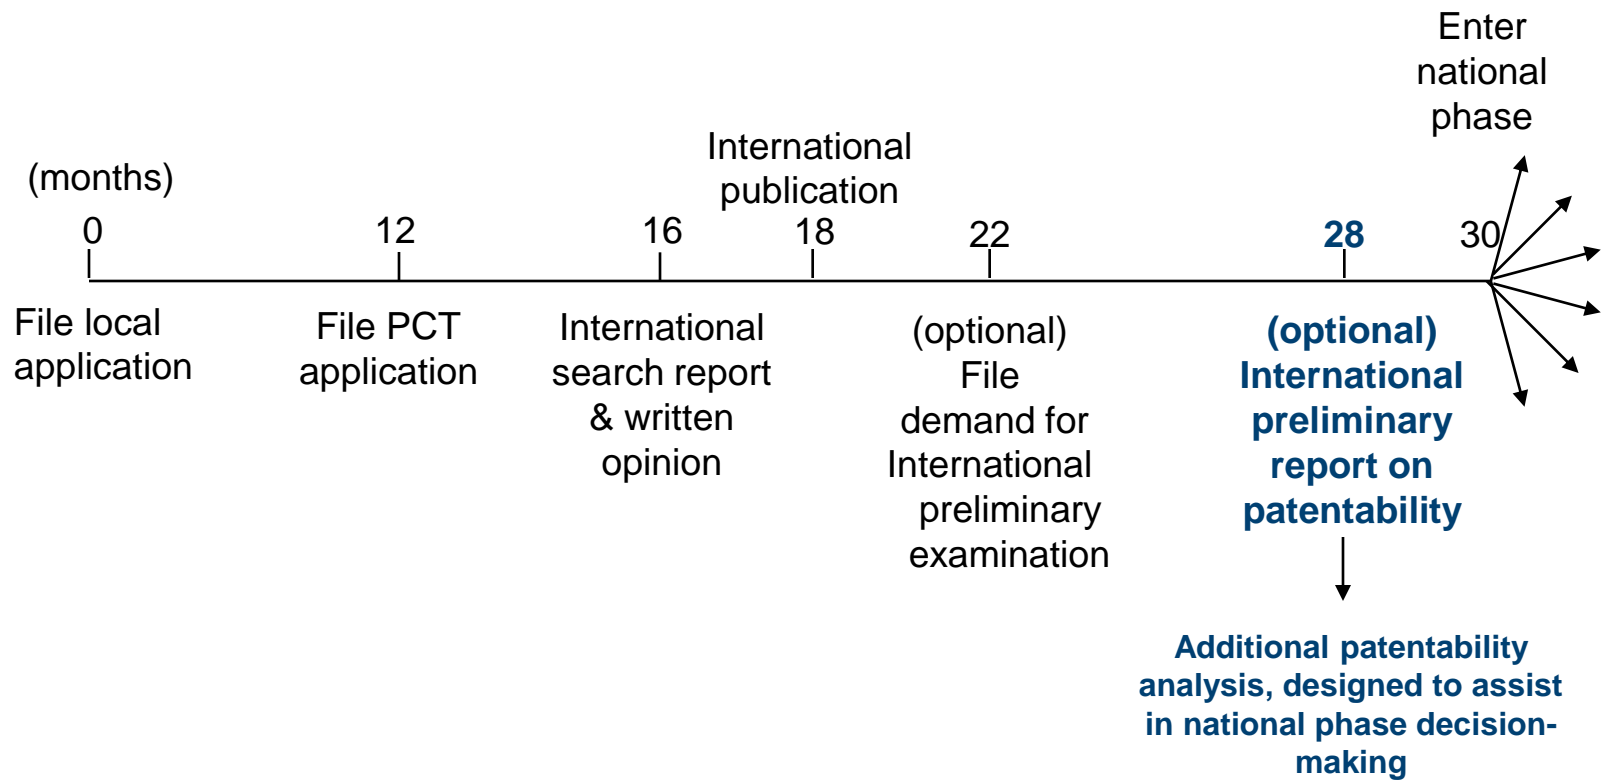 Enter
national
phase
International
publication
(months)
0
12
16
18
22
28
30
File local
application
File PCT
application
International
search report
& written
opinion
(optional)
File
demand for
International
preliminary
examination
(optional)
International
preliminary
report on
patentability
Additional patentability
analysis, designed to assist
in national phase decision-
making